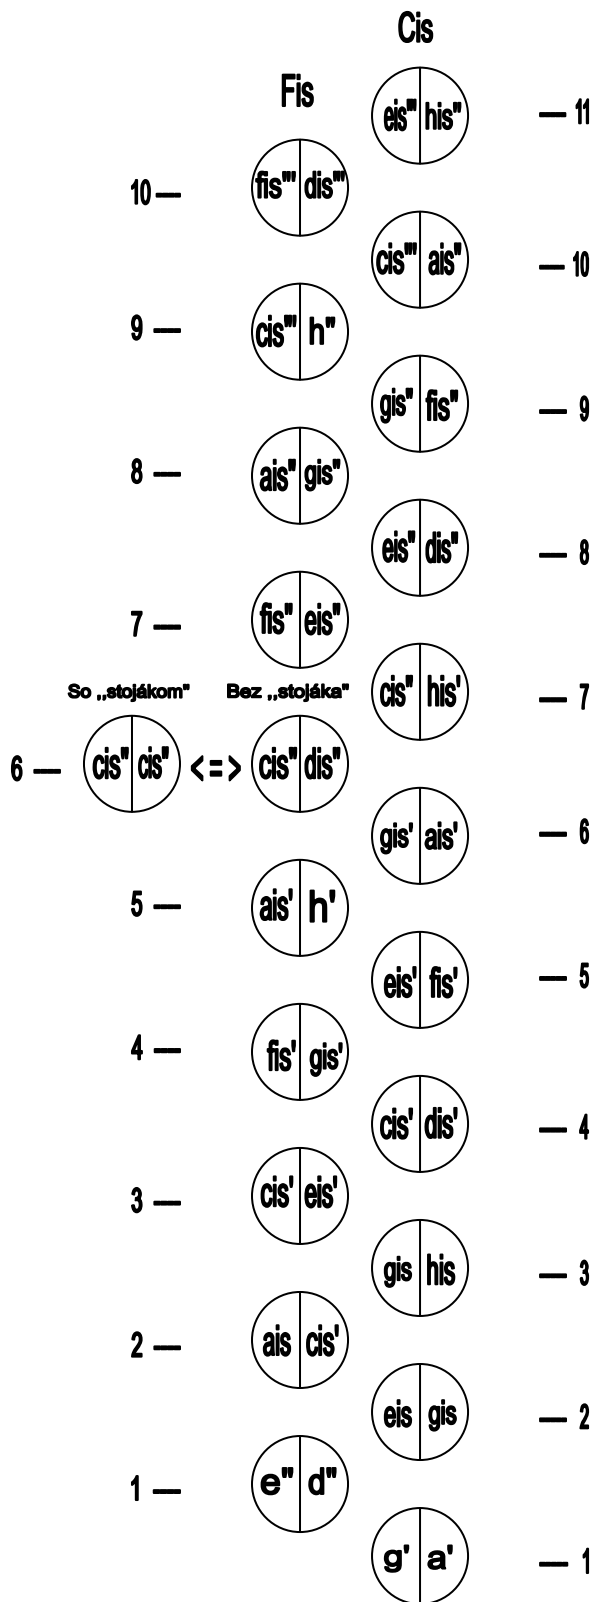 Cis
Fis
eis''' his'' — 11
10 — fis''' dis'''
cis''' ais'' — 10
9 — cis''' h''
gis'' fis'' — 9
8 — ais'' gis''
eis'' dis'' — 8
7 — fis'' eis''
So ,,stojákom" Bez ,,stojáka"
cis'' his' — 7
6 — cis'' cis'' <=> cis'' dis''
gis' ais' — 6
5 — ais' h'
eis' fis' — 5
4 — fis' gis'
cis' dis' — 4
3 — cis' eis'
gis his — 3
2 — ais cis'
eis gis — 2
1 — e'' d''
g' a' — 1